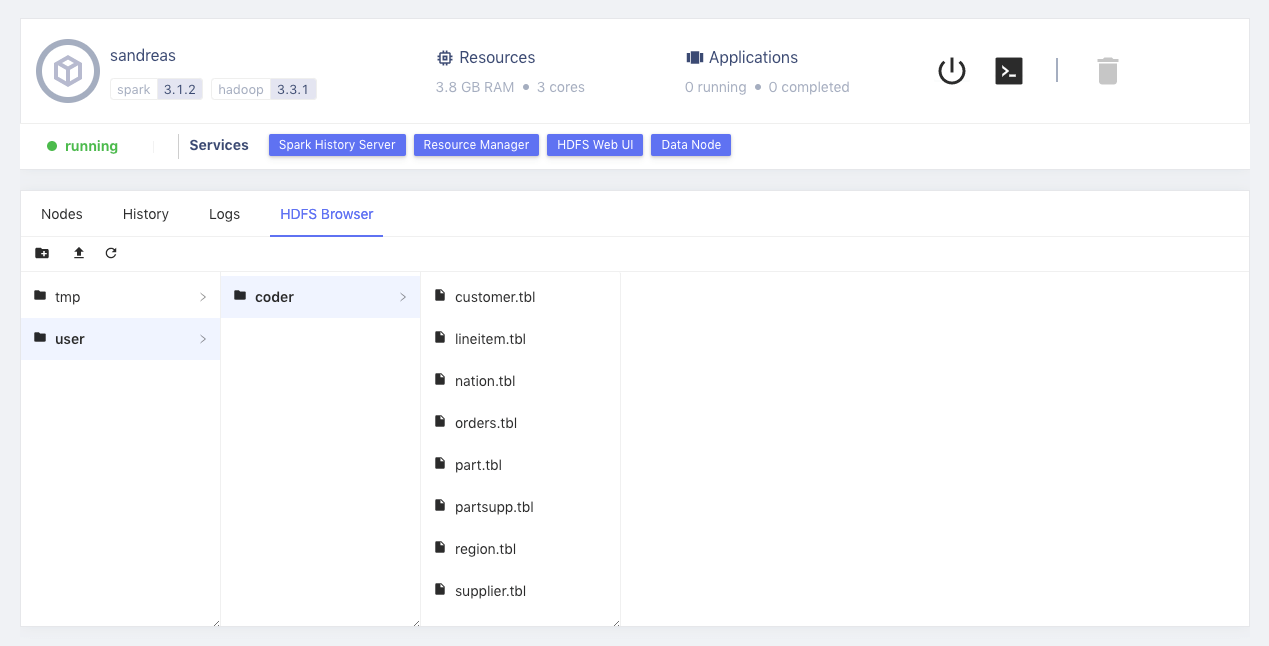 sandreas
spark 3.1.2 hadoop 3.3.1
Resources
3.8 GB RAM • 3 cores
Applications
0 running • 0 completed
running
Services
Spark History Server
Resource Manager
HDFS Web UI
Data Node
Nodes
History
Logs
HDFS Browser
tmp
user
coder
customer.tbl
lineitem.tbl
nation.tbl
orders.tbl
part.tbl
partsupp.tbl
region.tbl
supplier.tbl